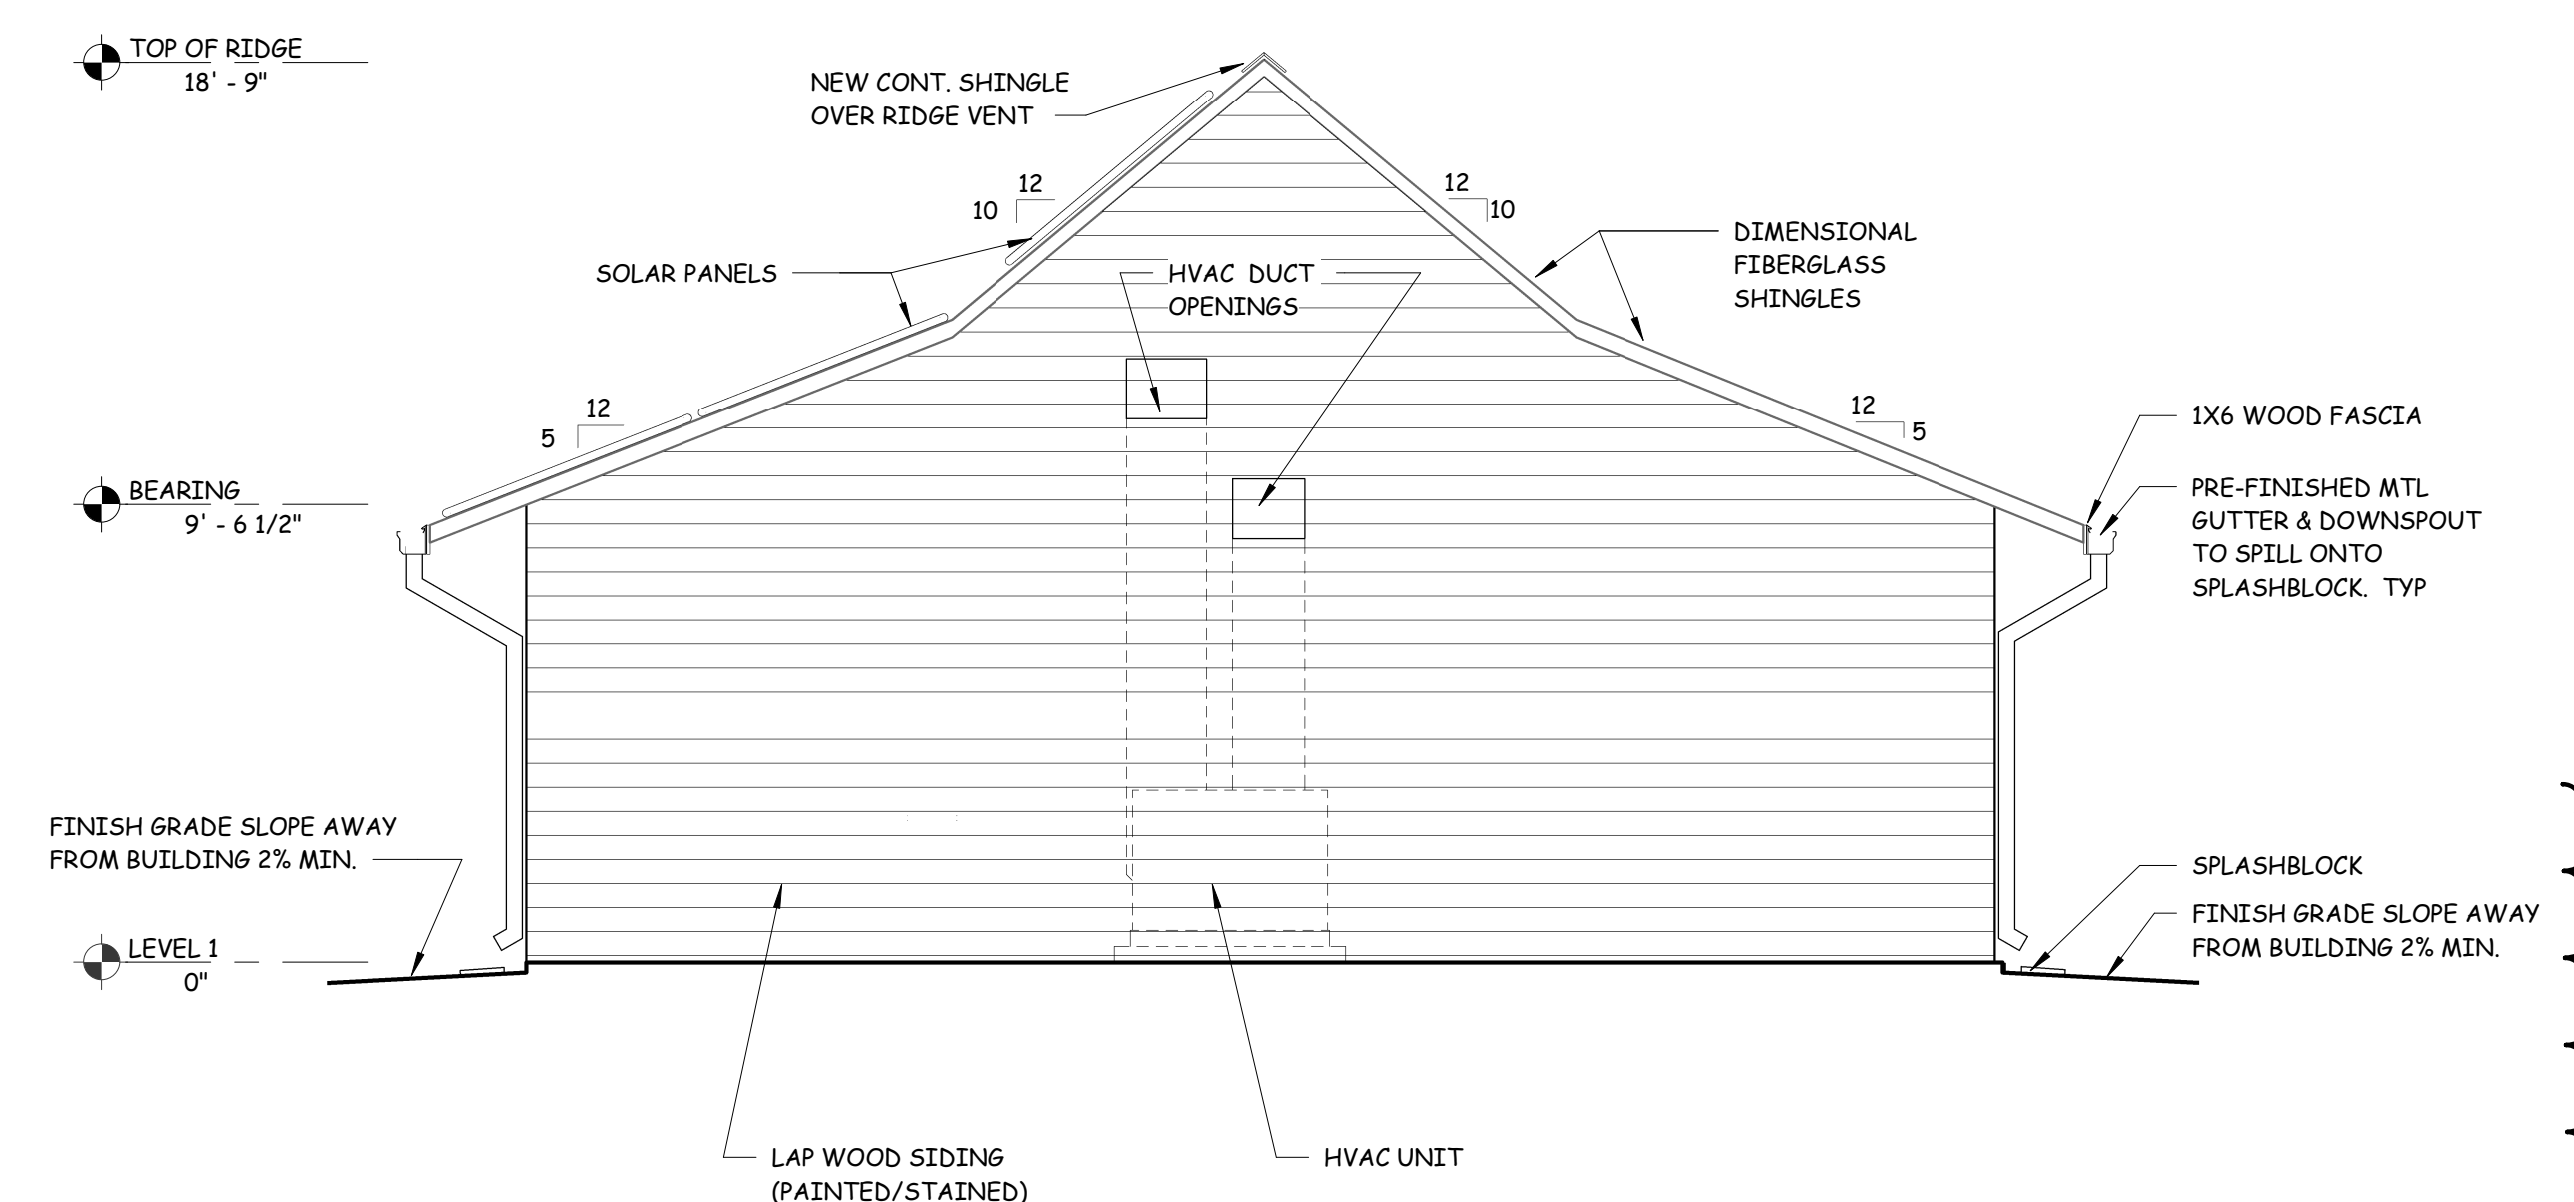 TOP OF RIDGE
18' - 9"
NEW CONT. SHINGLE
OVER RIDGE VENT
12
10
12
10
SOLAR PANELS
HVAC DUCT
OPENINGS
DIMENSIONAL
FIBERGLASS
SHINGLES
12
5
12
5
1X6 WOOD FASCIA
BEARING
9' - 6 1/2"
PRE-FINISHED MTL
GUTTER & DOWNSPOUT
TO SPILL ONTO
SPLASHBLOCK. TYP
FINISH GRADE SLOPE AWAY
FROM BUILDING 2% MIN.
SPLASHBLOCK
FINISH GRADE SLOPE AWAY
FROM BUILDING 2% MIN.
LEVEL 1
0"
LAP WOOD SIDING
(PAINTED/STAINED)
HVAC UNIT